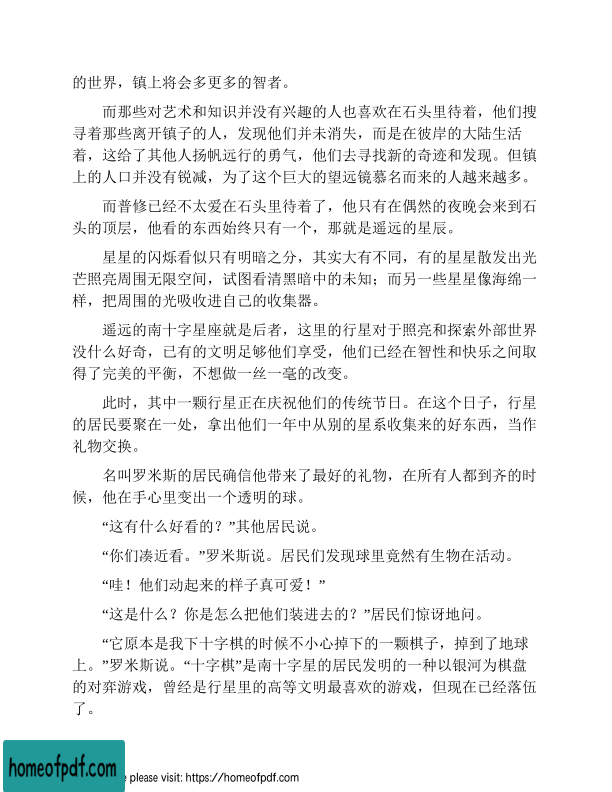 的世界，镇上将会多更多的智者。
而那些对艺术和知识并没有兴趣的人也喜欢在石头里待着，他们搜
寻着那些离开镇子的人，发现他们并未消失，而是在彼岸的大陆生活
着，这给了其他人扬帆远行的勇气，他们去寻找新的奇迹和发现。但镇
上的人口并没有锐减，为了这个巨大的望远镜慕名而来的人越来越多。
而普修已经不太爱在石头里待着了，他只有在偶然的夜晚会来到石
头的顶层，他看的东西始终只有一个，那就是遥远的星辰。
星星的闪烁看似只有明暗之分，其实大有不同，有的星星散发出光
芒照亮周围无限空间，试图看清黑暗中的未知；而另一些星星像海绵一
样，把周围的光吸收进自己的收集器。
遥远的南十字星座就是后者，这里的行星对于照亮和探索外部世界
没什么好奇，已有的文明足够他们享受，他们已经在智性和快乐之间取
得了完美的平衡，不想做一丝一毫的改变。
此时，其中一颗行星正在庆祝他们的传统节日。在这个日子，行星
的居民要聚在一处，拿出他们一年中从别的星系收集来的好东西，当作
礼物交换。
名叫罗米斯的居民确信他带来了最好的礼物，在所有人都到齐的时
候，他在手心里变出一个透明的球。
“这有什么好看的？”其他居民说。
“你们凑近看。”罗米斯说。居民们发现球里竟然有生物在活动。
“哇！他们动起来的样子真可爱！”
“这是什么？你是怎么把他们装进去的？”居民们惊讶地问。
“它原本是我下十字棋的时候不小心掉下的一颗棋子，掉到了地球
上。”罗米斯说。“十字棋”是南十字星的居民发明的一种以银河为棋盘
的对弈游戏，曾经是行星里的高等文明最喜欢的游戏，但现在已经落伍
了。
homeofpdf.com
e please visit: https://homeofpdf.com